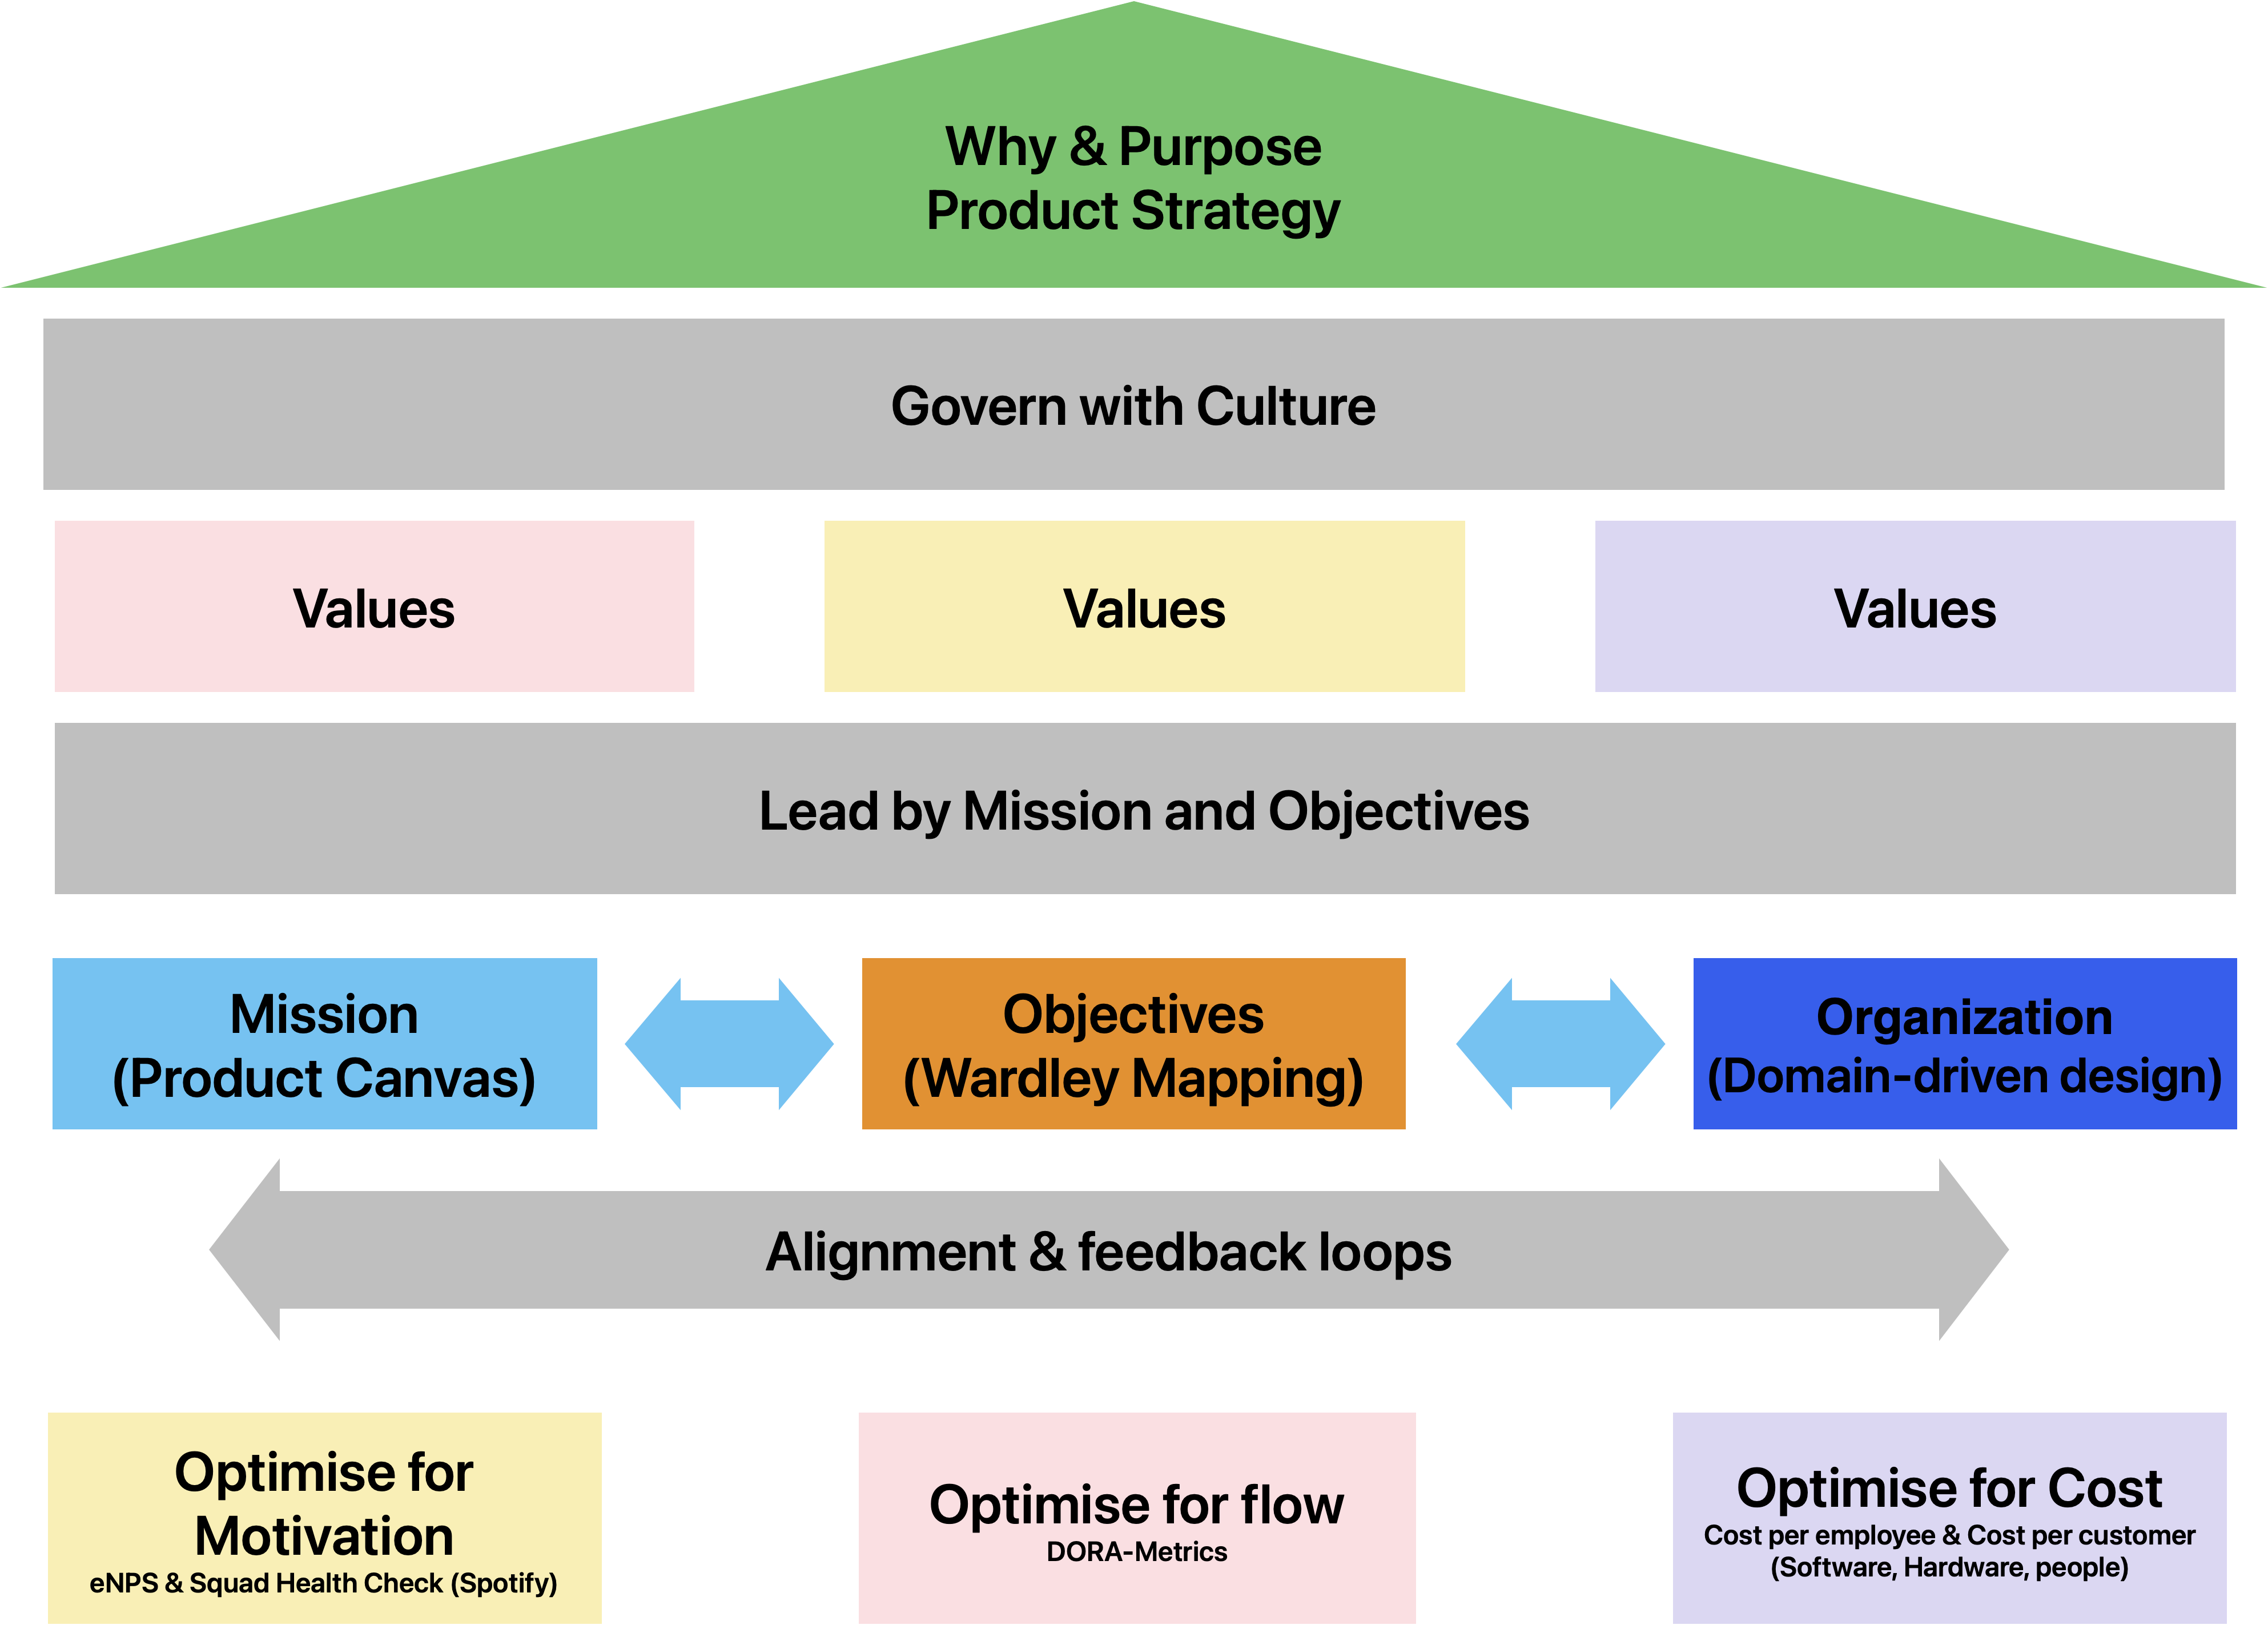 Why & Purpose
Product Strategy
Govern with Culture
Values
Values
Values
Lead by Mission and Objectives
Mission
(Product Canvas)
Objectives
(Wardley Mapping)
Organization
(Domain-driven design)
Alignment & feedback loops
Optimise for
Motivation
eNPS & Squad Health Check (Spotify)
Optimise for flow
DORA-Metrics
Optimise for Cost
Cost per employee & Cost per customer
(Software, Hardware, people)